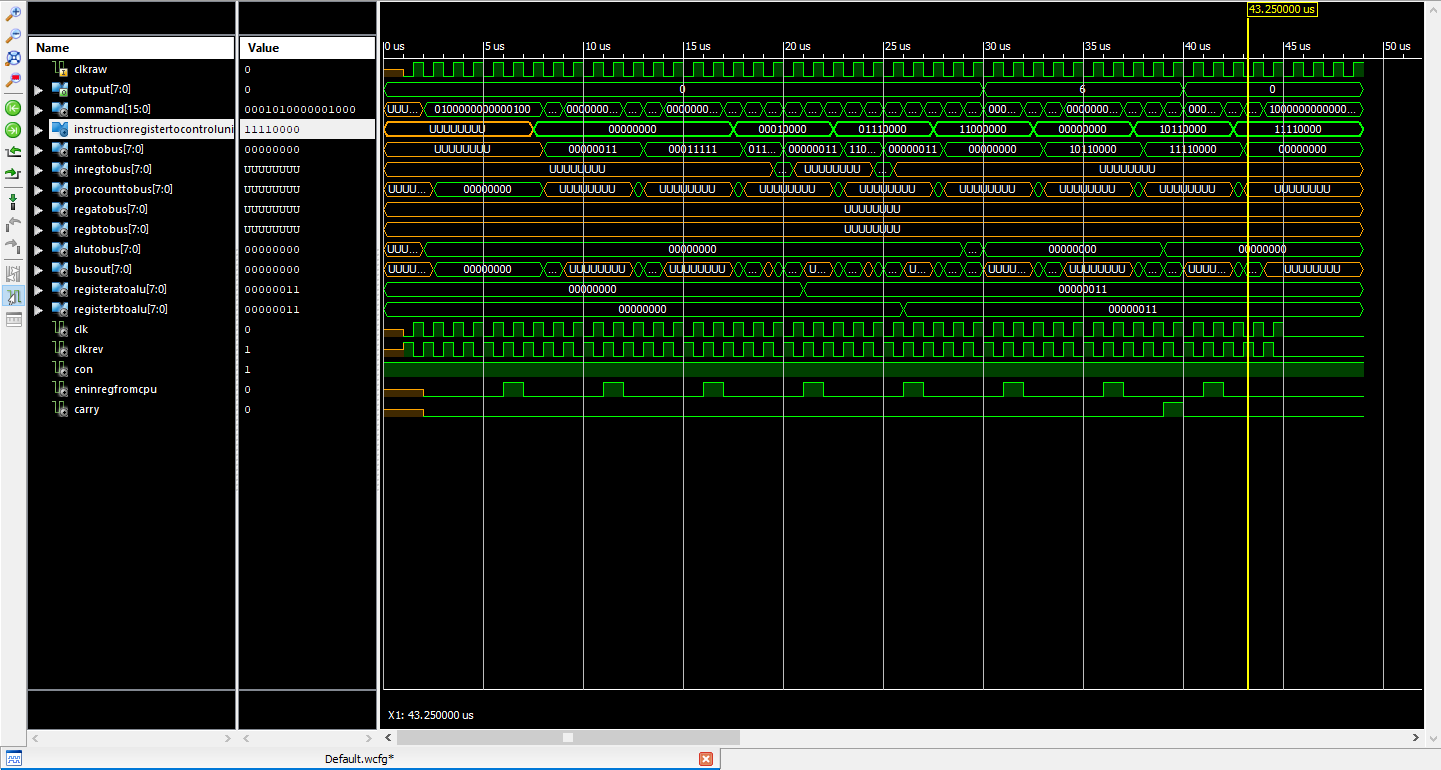 43.250000 us
Name Value
0 us 5 us 10 us 15 us 20 us 25 us 30 us 35 us 40 us 45 us 50 us
clkraw 0
output[7:0] 0 0 6 0
command[15:0] 0001010000001000 UUU... 0100000000000100 ... 0000000... ... ... 0000000... ... ... ... ... ... ... ... ... ... ... ... ... 000... ... ... 0000000... ... ... ... 000... ... ... 1000000000000...
instructionregistertocontroluni 11110000 UUUUUUUU 00000000 00010000 01110000 11000000 00000000 10110000 11110000
ramtobus[7:0] 00000000 UUUUUUUU 00000011 00011111 011... 00000011 110... 00000011 00000000 10110000 11110000 00000000
inregtobus[7:0] UUUUUUUU UUUUUUUU ... UUUUUUUU ... UUUUUUUU
procounttobus[7:0] UUUUUUUU UUUU... 00000000 UUUUUUUU UUUUUUUU UUUUUUUU UUUUUUUU UUUUUUUU UUUUUUUU UUUUUUUU UUUUUUUU
regatobus[7:0] UUUUUUUU UUUUUUUU
regbtobus[7:0] UUUUUUUU UUUUUUUU
alutobus[7:0] 00000000 UUU... 00000000 ... 00000000 00000000
busout[7:0] 00000000 UUUU... 00000000 ... UUUUUUUU ... UUUUUUUU ... ... ... U... ... ... ... U... ... ... UUUU... ... ... UUUUUUUU ... ... UUUU... ... UUUUUUUU
registeratoalu[7:0] 00000011 00000000 00000011
registerbtoalu[7:0] 00000011 00000000 00000011
clk 0
clkrev 1
con 1
eninregfromcpu 0
carry 0
X1: 43.250000 us
Default.wcfg*